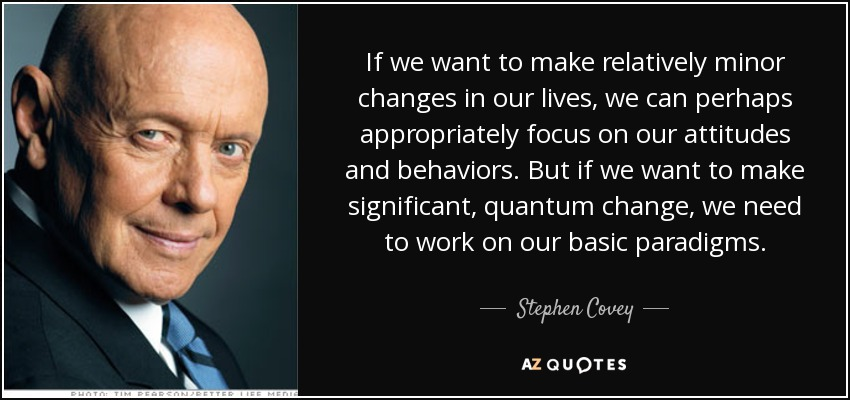 If we want to make relatively minor
changes in our lives, we can perhaps
appropriately focus on our attitudes
and behaviors. But if we want to make
significant, quantum change, we need
to work on our basic paradigms.
Stephen Covey
AZ QUOTES
PHOTO: TIM PEARSON/BETTER LIFE MEDIA